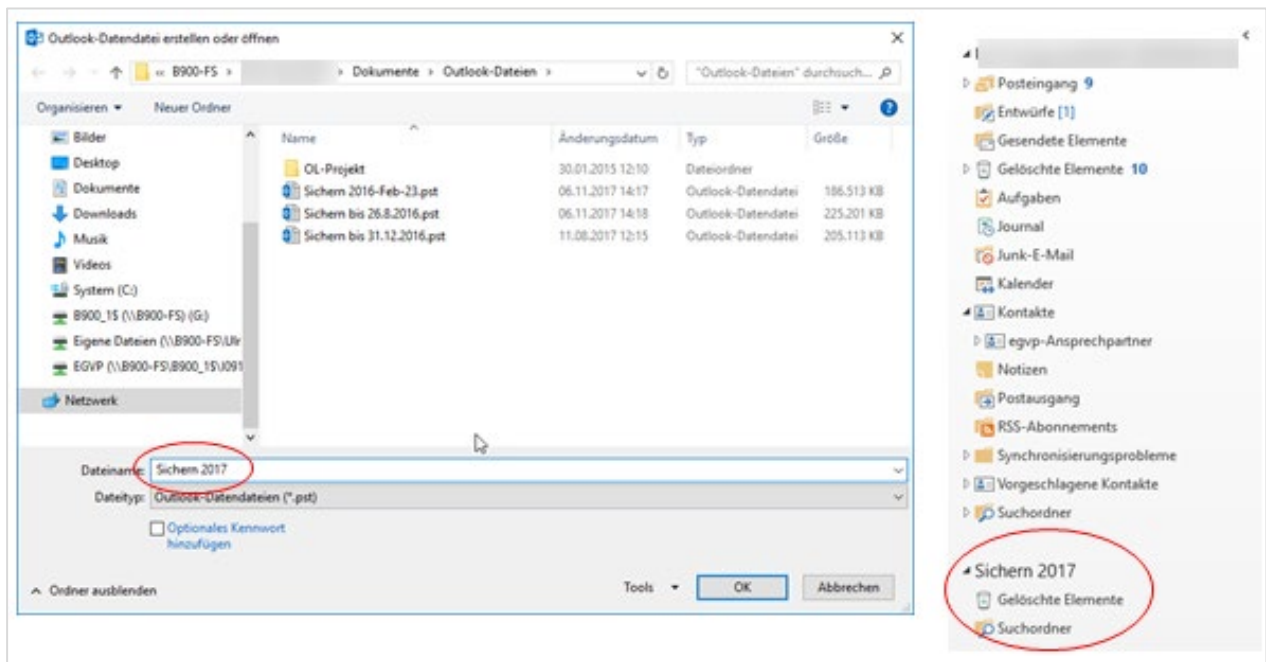 Outlook-Datendatei erstellen oder öffnen
« B900-FS › › Dokumente › Outlook-Dateien ›
"Outlook-Dateien" durchsuch...
Organisieren Neuer Ordner
Bilder
Desktop
Dokumente
Downloads
Musik
Videos
System (C:)
B900_1$ (\\B900-FS) (G:)
Eigene Dateien (\\B900-FS\Ulr
EGVP (\\B900-FS\B900_1$\J091
Netzwerk
Name Änderungsdatum Typ Größe
OL-Projekt 30.01.2015 12:10 Dateiordner
Sichern 2016-Feb-23.pst 06.11.2017 14:17 Outlook-Datendatei 186.513 KB
Sichern bis 26.8.2016.pst 06.11.2017 14:18 Outlook-Datendatei 225.201 KB
Sichern bis 31.12.2016.pst 11.08.2017 12:15 Outlook-Datendatei 205.113 KB
Dateiname: Sichern 2017
Dateityp: Outlook-Datendateien (*.pst)
Optionales Kennwort
hinzufügen
Ordner ausblenden
Tools OK Abbrechen
Posteingang 9
Entwürfe [1]
Gesendete Elemente
Gelöschte Elemente 10
Aufgaben
Journal
Junk-E-Mail
Kalender
Kontakte
egvp-Ansprechpartner
Notizen
Postausgang
RSS-Abonnements
Synchronisierungsprobleme
Vorgeschlagene Kontakte
Suchordner
Sichern 2017
Gelöschte Elemente
Suchordner